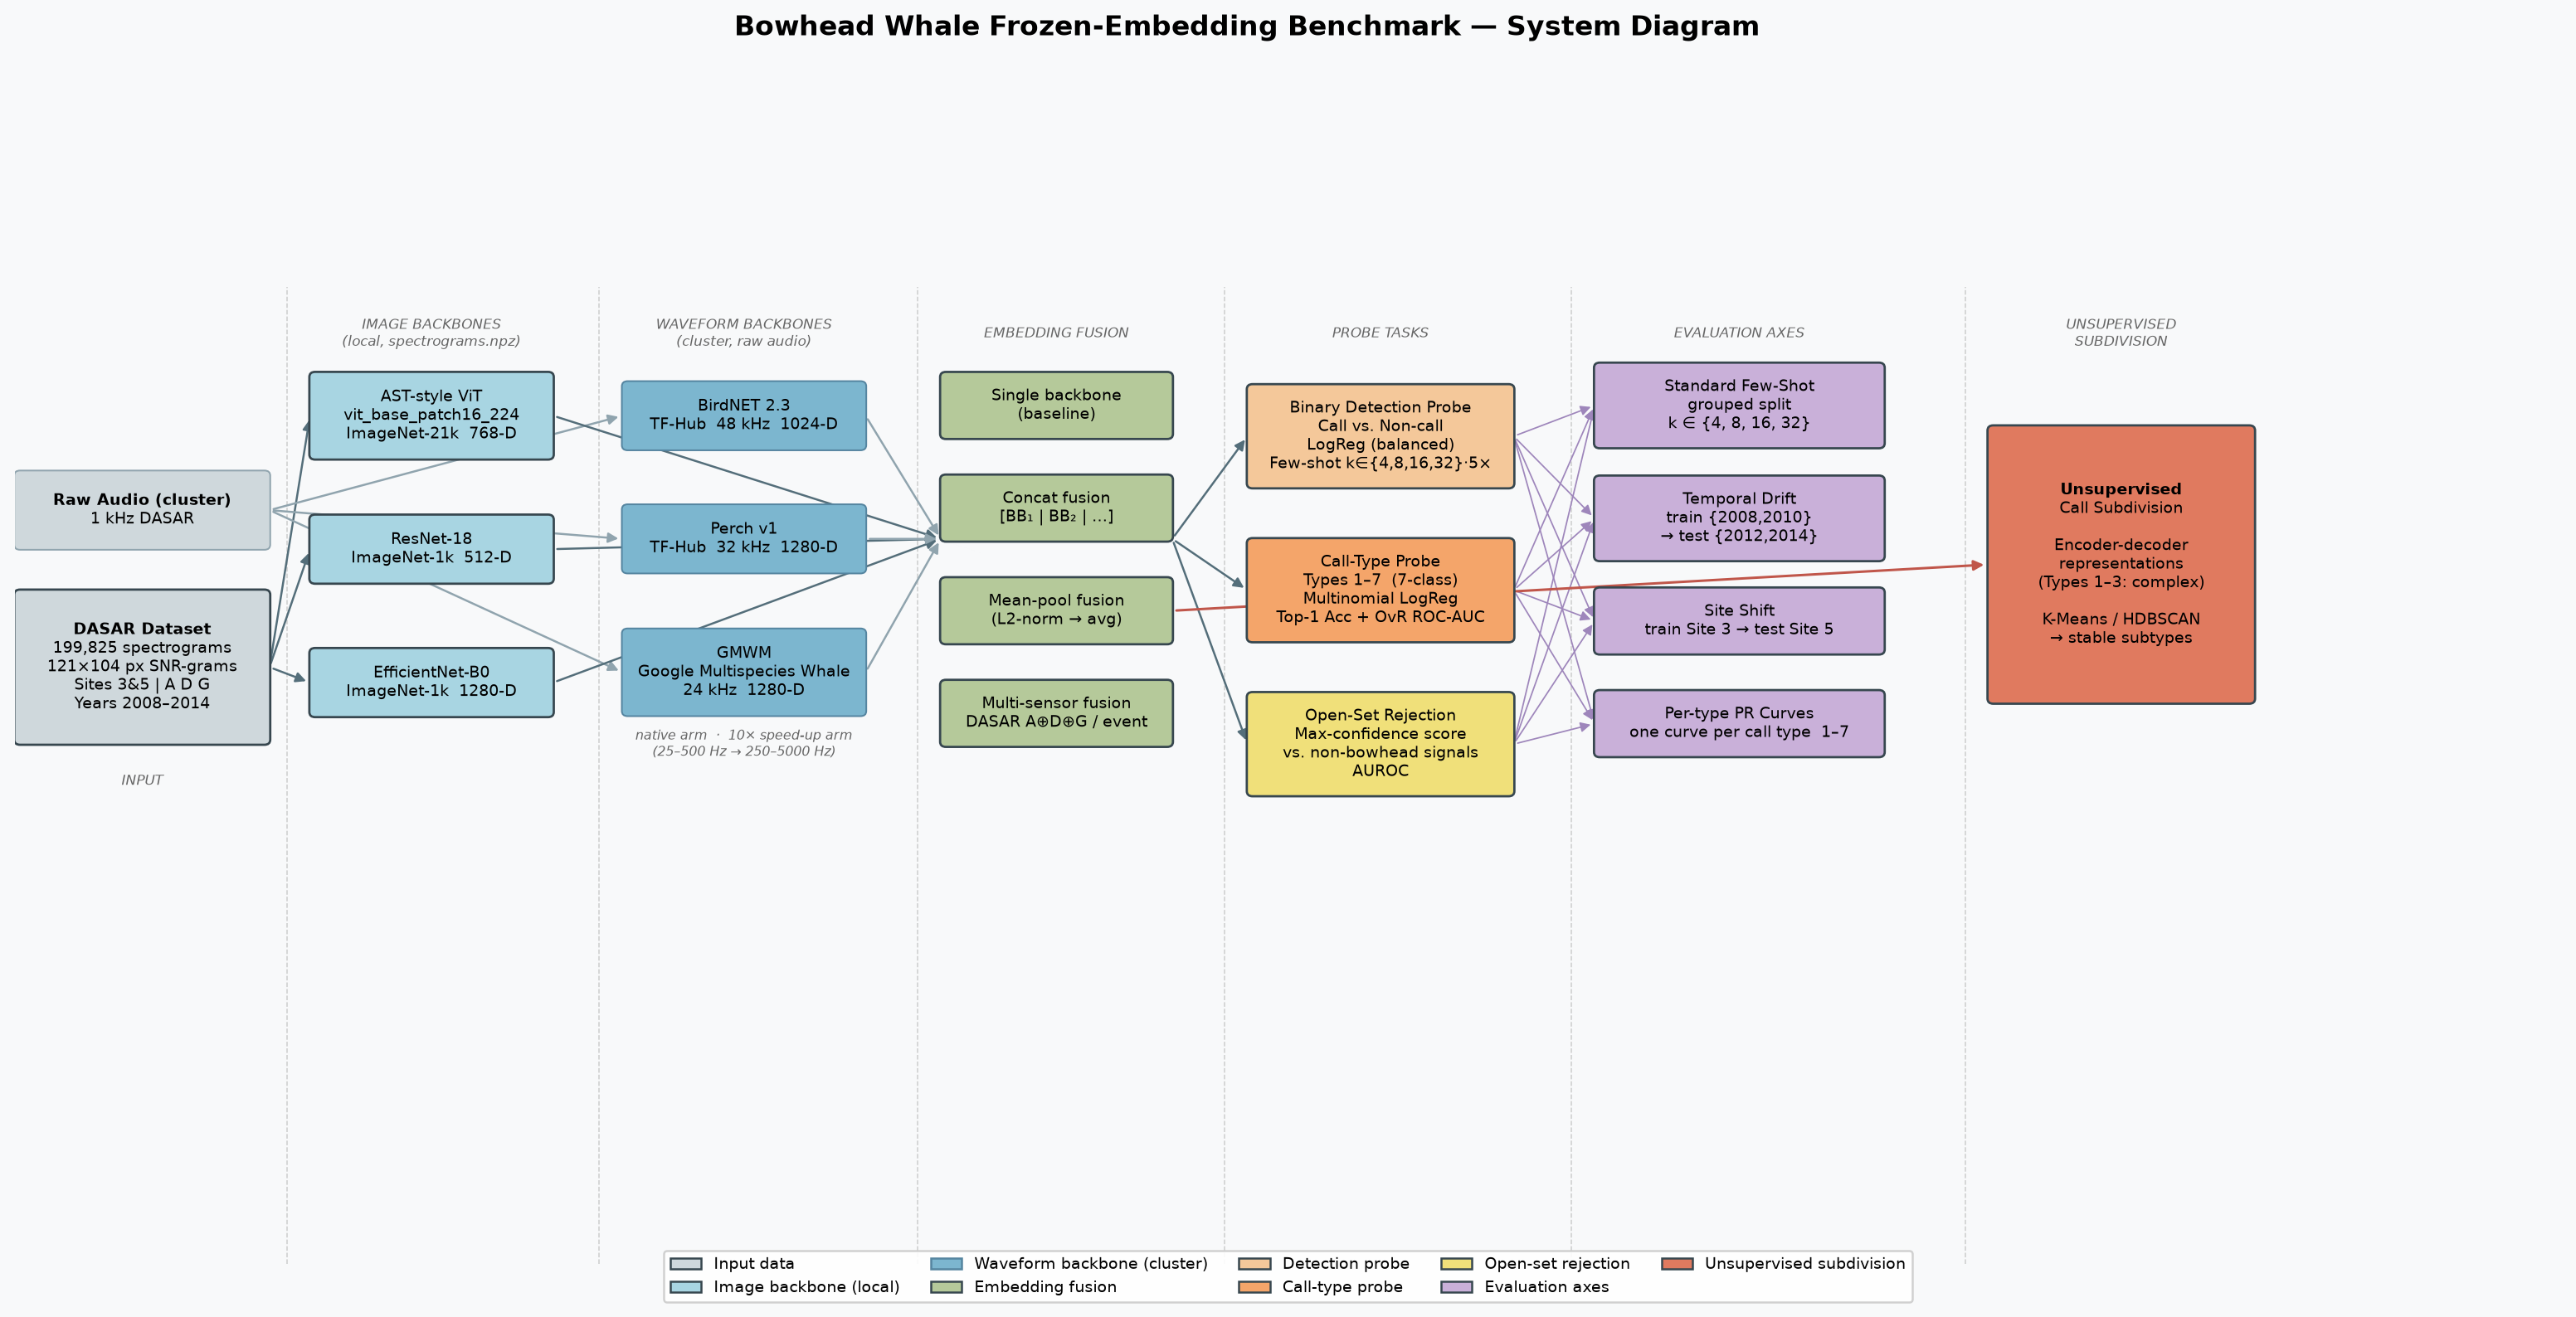 Bowhead Whale Frozen-Embedding Benchmark — System Diagram
Raw Audio (cluster)
1 kHz DASAR
DASAR Dataset
199,825 spectrograms
121×104 px SNR-grams
Sites 3&5 | A D G
Years 2008–2014
INPUT
IMAGE BACKBONES
(local, spectrograms.npz)
AST-style ViT
vit_base_patch16_224
ImageNet-21k  768-D
ResNet-18
ImageNet-1k  512-D
EfficientNet-B0
ImageNet-1k  1280-D
WAVEFORM BACKBONES
(cluster, raw audio)
BirdNET 2.3
TF-Hub  48 kHz  1024-D
Perch v1
TF-Hub  32 kHz  1280-D
GMWM
Google Multispecies Whale
24 kHz  1280-D
native arm  ·  10× speed-up arm
(25–500 Hz → 250–5000 Hz)
EMBEDDING FUSION
Single backbone
(baseline)
Concat fusion
[BB₁ | BB₂ | …]
Mean-pool fusion
(L2-norm → avg)
Multi-sensor fusion
DASAR A⊕D⊕G / event
PROBE TASKS
Binary Detection Probe
Call vs. Non-call
LogReg (balanced)
Few-shot k∈{4,8,16,32}·5×
Call-Type Probe
Types 1–7  (7-class)
Multinomial LogReg
Top-1 Acc + OvR ROC-AUC
Open-Set Rejection
Max-confidence score
vs. non-bowhead signals
AUROC
EVALUATION AXES
Standard Few-Shot
grouped split
k ∈ {4, 8, 16, 32}
Temporal Drift
train {2008,2010}
→ test {2012,2014}
Site Shift
train Site 3 → test Site 5
Per-type PR Curves
one curve per call type  1–7
UNSUPERVISED
SUBDIVISION
Unsupervised
Call Subdivision
Encoder-decoder
representations
(Types 1–3: complex)
K-Means / HDBSCAN
→ stable subtypes
Input data
Image backbone (local)
Waveform backbone (cluster)
Embedding fusion
Detection probe
Call-type probe
Open-set rejection
Evaluation axes
Unsupervised subdivision